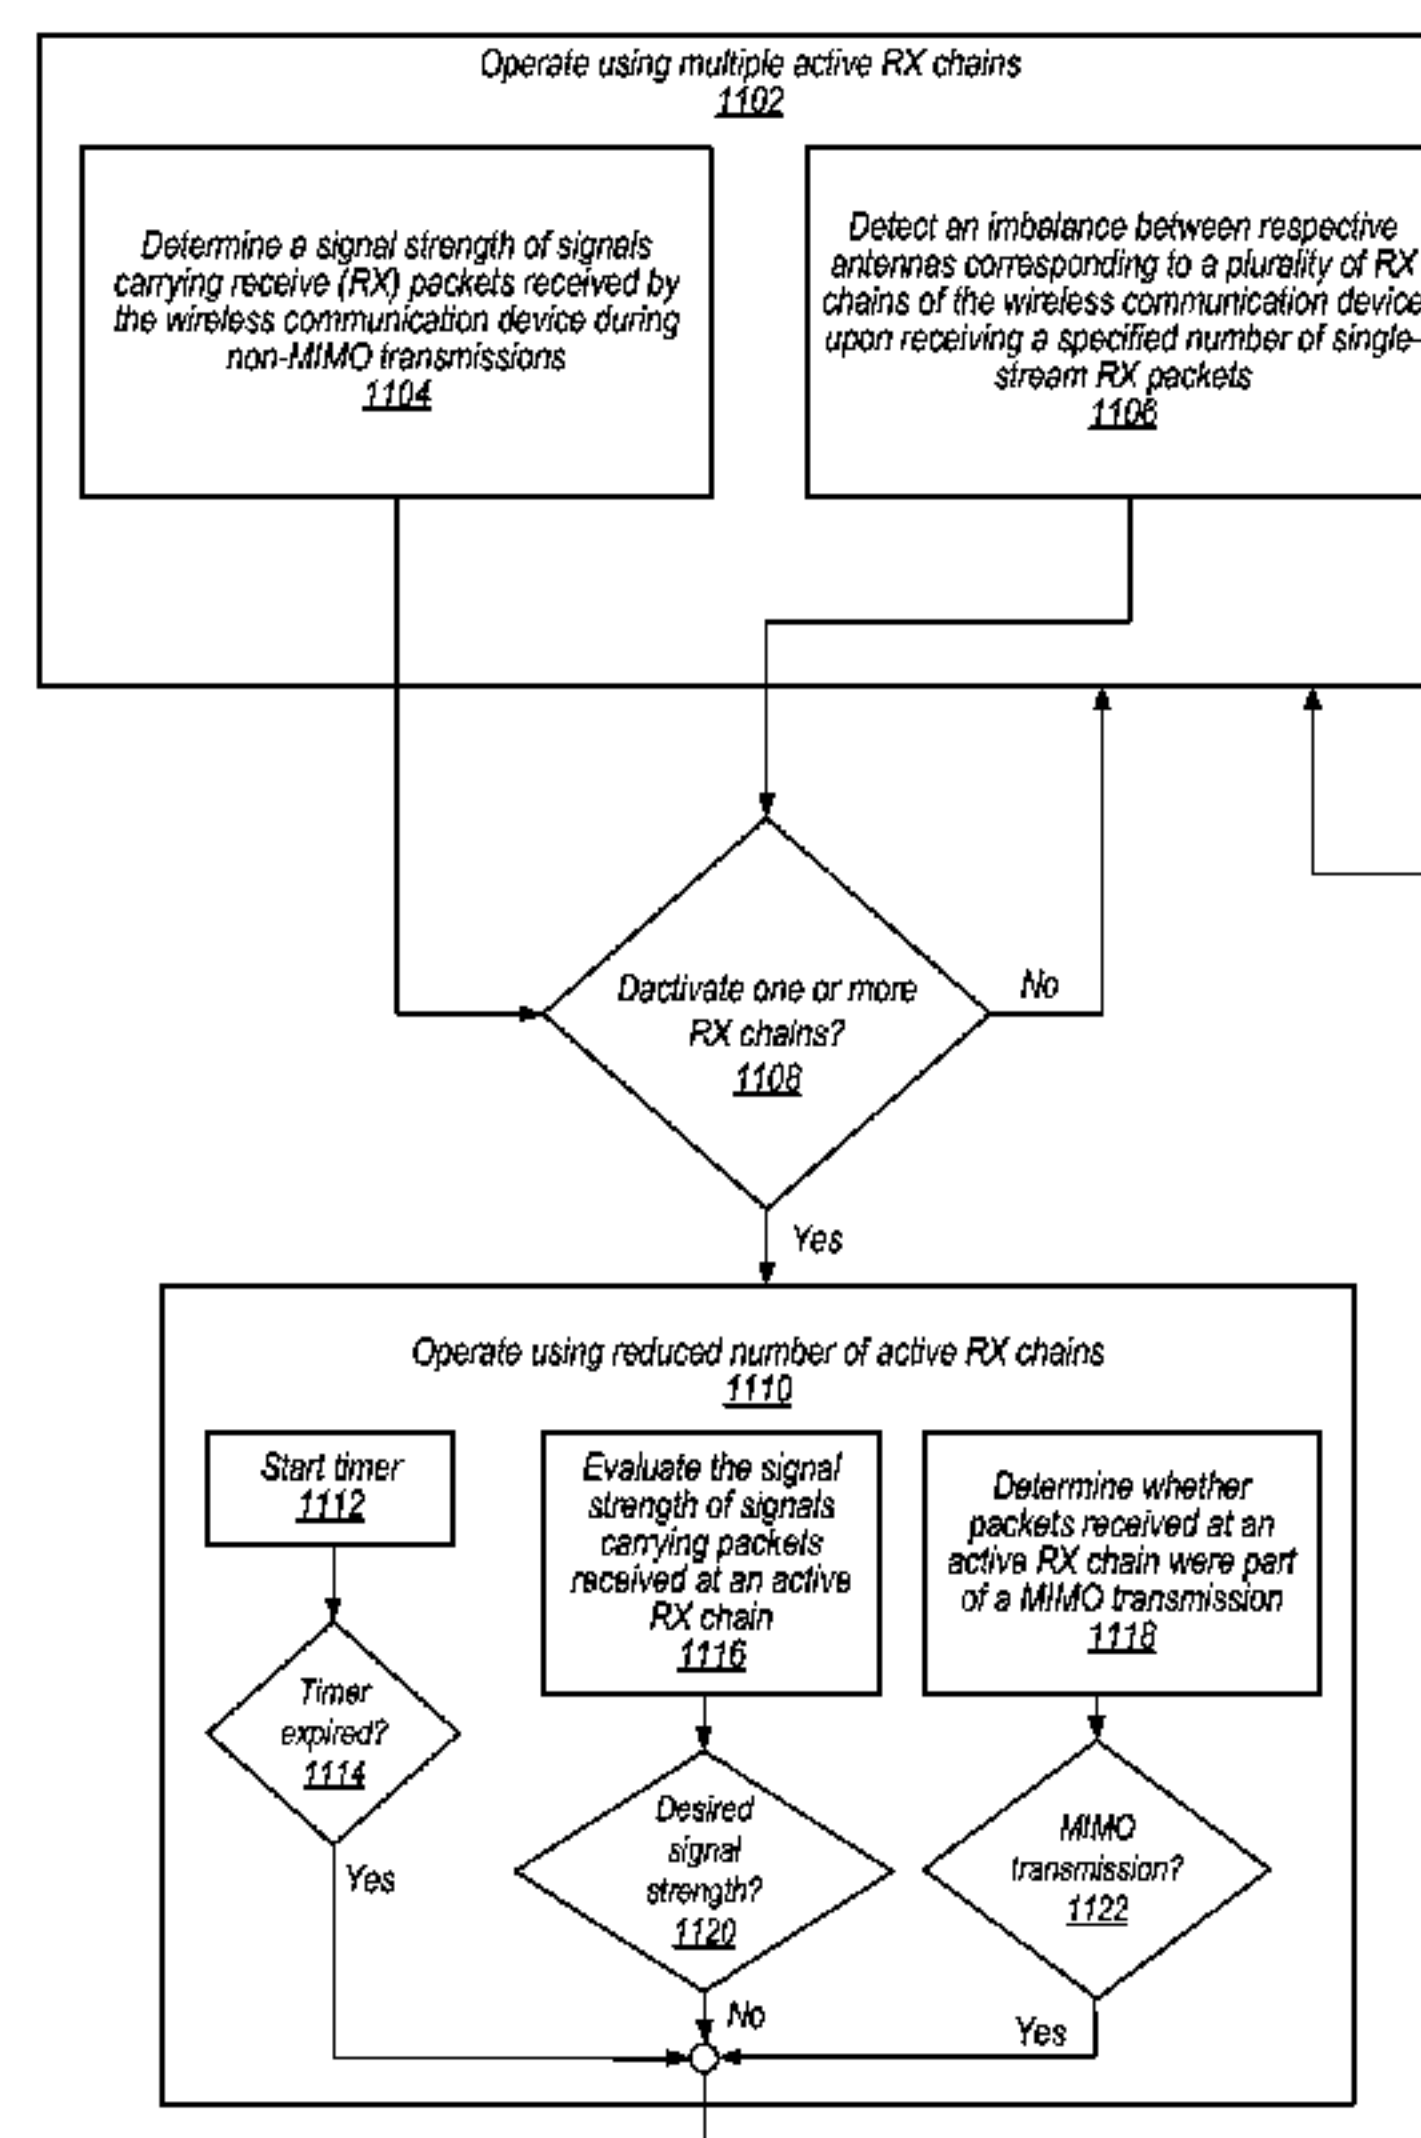 Operate using multiple active RX chains
1102
Determine a signal strength of signals
carrying receive (RX) packets received by
the wireless communication device during
non-MIMO transmissions
1104
Detect an imbalance between respective
antennas corresponding to a plurality of RX
chains of the wireless communication device
upon receiving a specified number of single-
stream RX packets
1106
Dactivate one or more
RX chains?
1108
No
Yes
Operate using reduced number of active RX chains
1110
Start timer
1112
Timer
expired?
1114
Yes
Evaluate the signal
strength of signals
carrying packets
received at an active
RX chain
1116
Desired
signal
strength?
1120
No
Determine whether
packets received at an
active RX chain were part
of a MIMO transmission
1118
MIMO
transmission?
1122
Yes